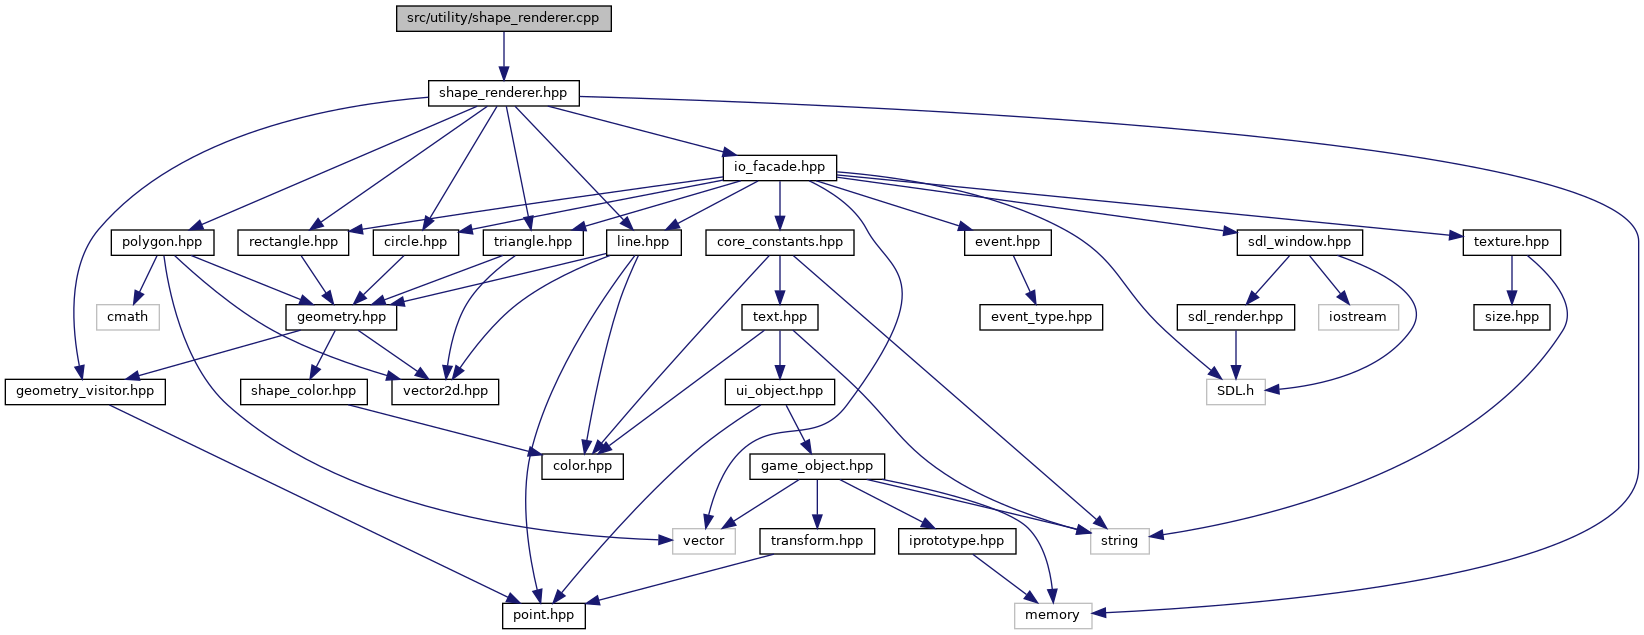 src/utility/shape_renderer.cpp
shape_renderer.hpp
io_facade.hpp
polygon.hpp
rectangle.hpp
circle.hpp
triangle.hpp
line.hpp
core_constants.hpp
event.hpp
sdl_window.hpp
texture.hpp
cmath
geometry.hpp
text.hpp
event_type.hpp
sdl_render.hpp
iostream
size.hpp
geometry_visitor.hpp
shape_color.hpp
vector2d.hpp
ui_object.hpp
SDL.h
color.hpp
game_object.hpp
vector
transform.hpp
iprototype.hpp
string
point.hpp
memory